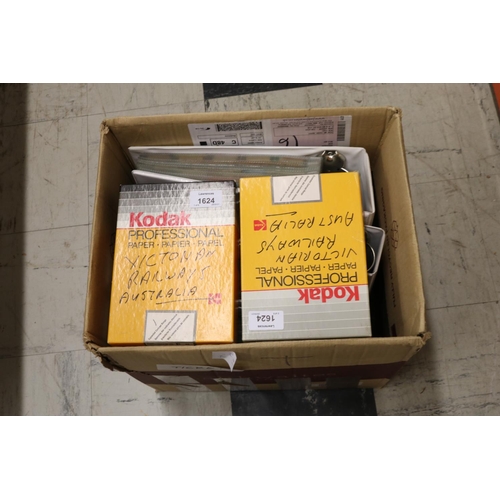 1624
Kodak
PROFESSIONAL
PAPER · PAPIER · PAPEL
VICTORIAN
RAILWAYS
AUSTRALIA
AUSTRALIA
RAILWAYS
VICTORIAN
PAPER · PAPIER · PAPEL
PROFESSIONAL
Kodak
1624